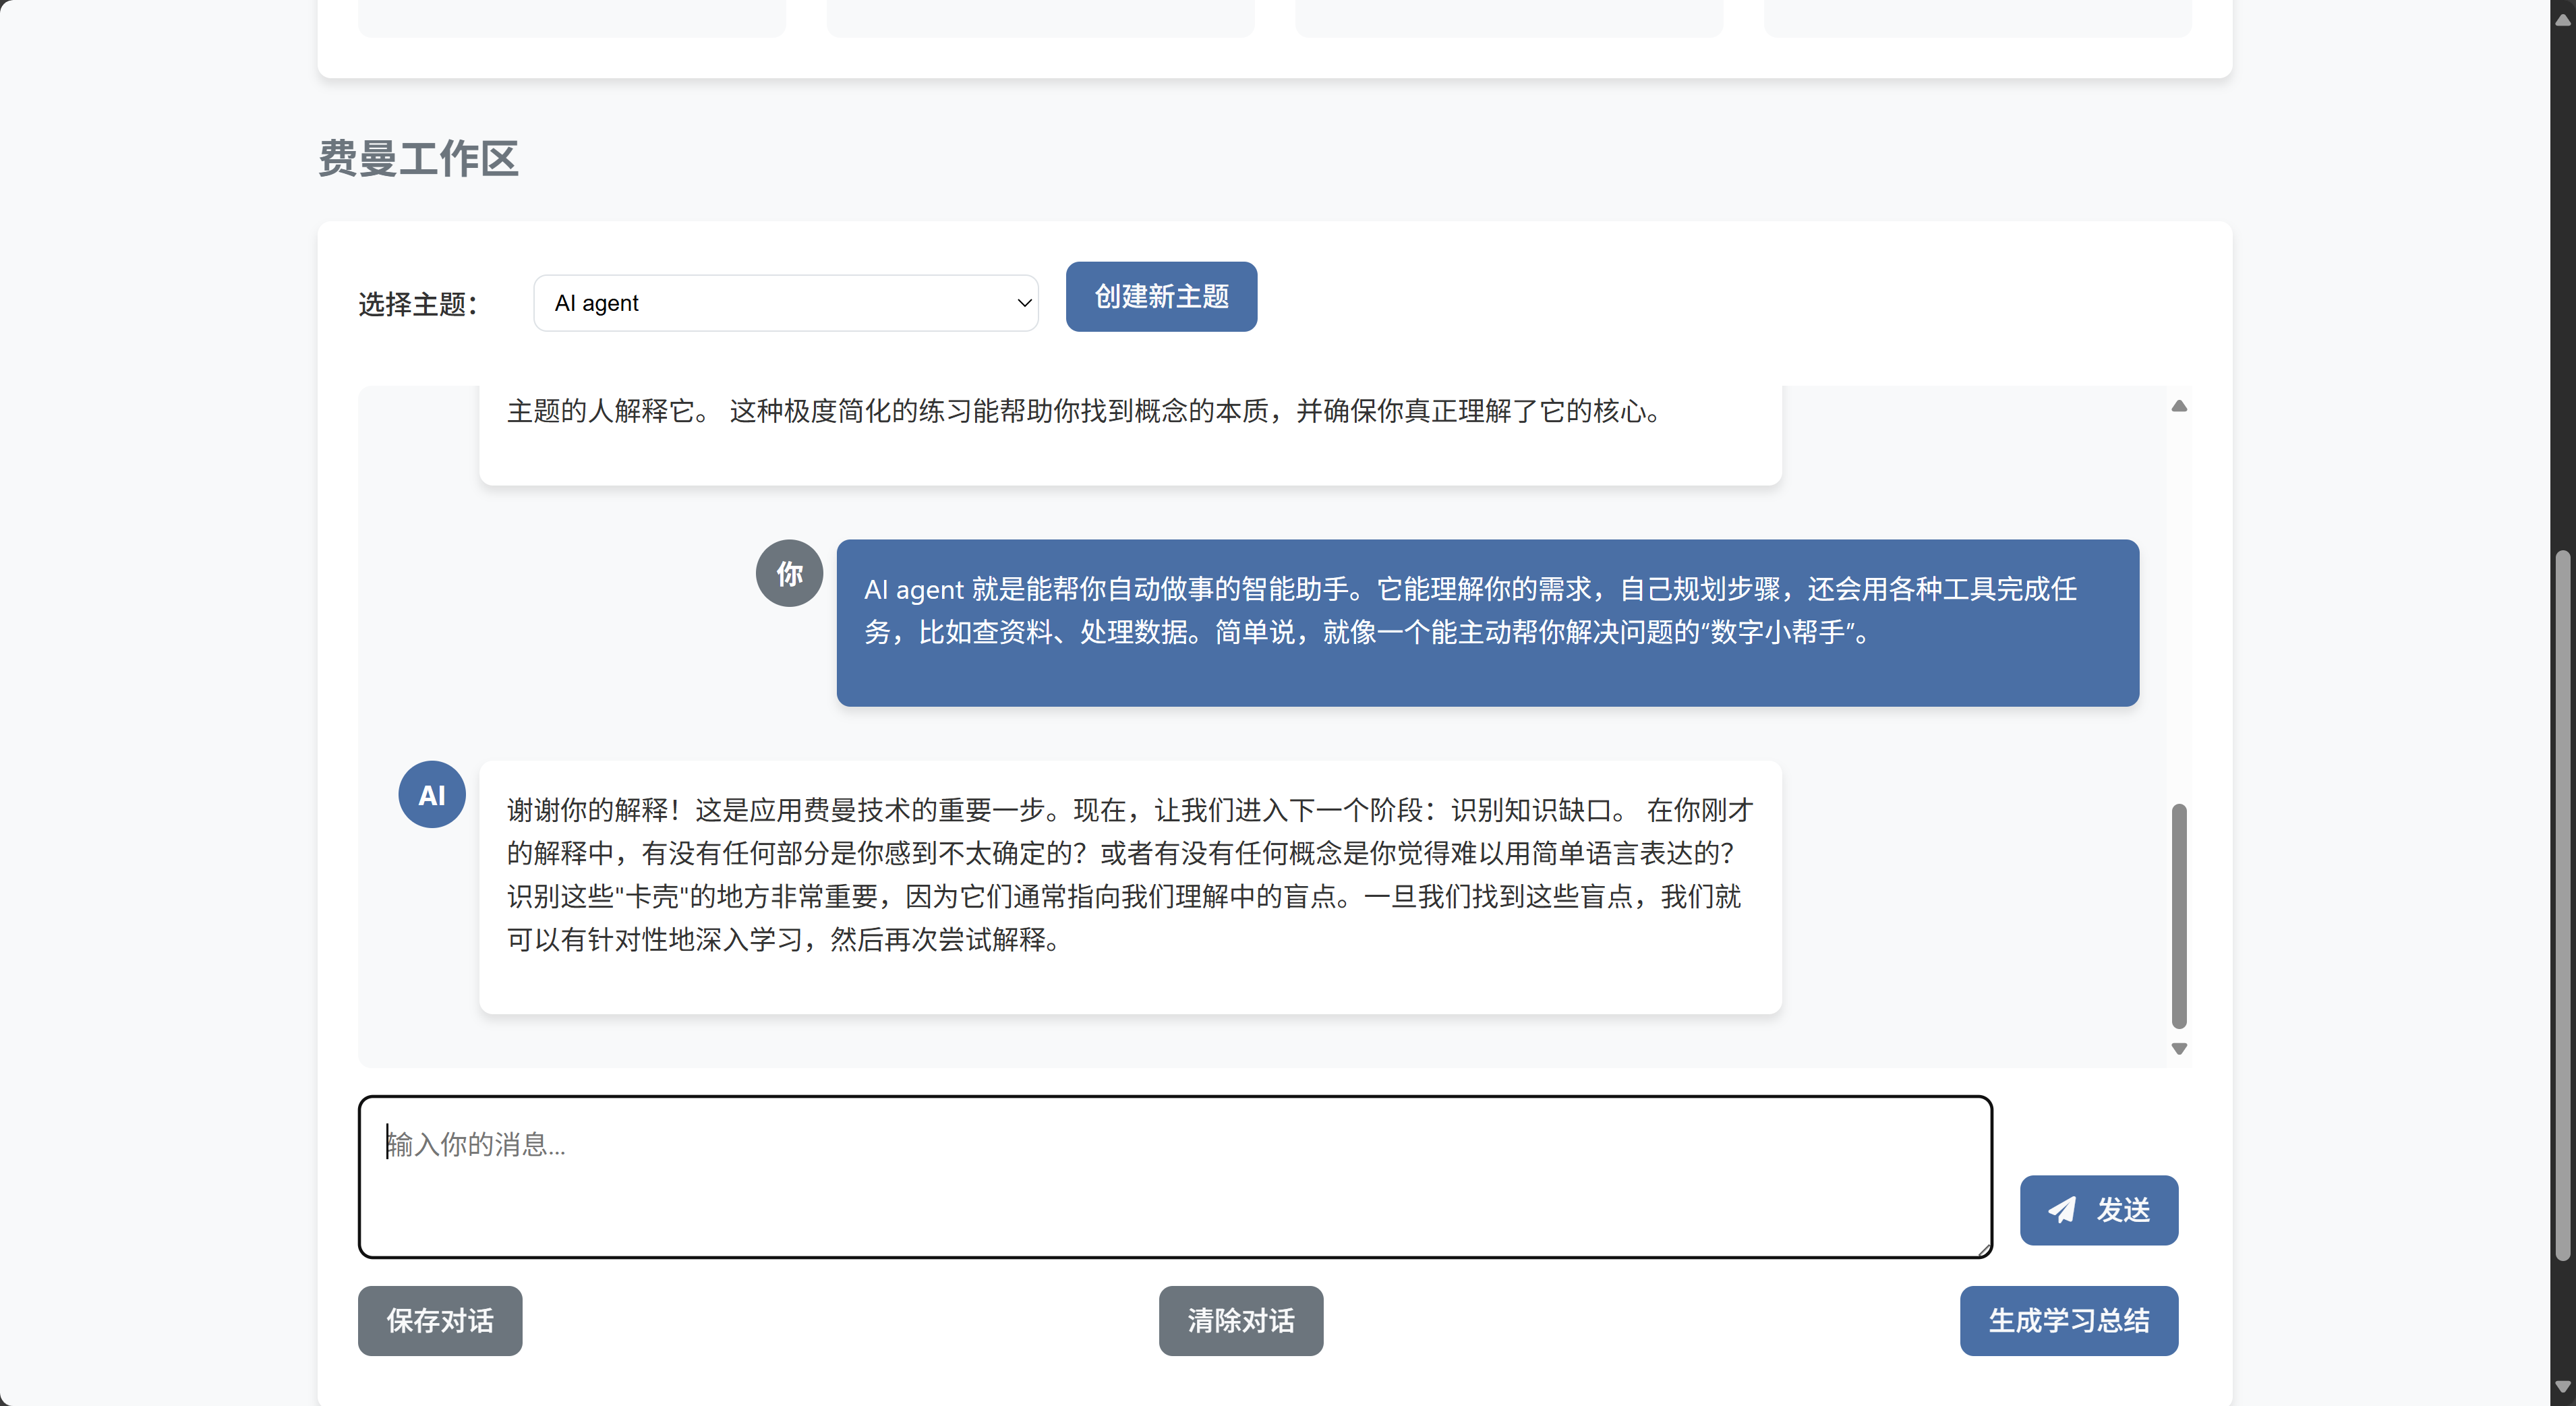 费曼工作区
选择主题：
AI agent
创建新主题
主题的人解释它。 这种极度简化的练习能帮助你找到概念的本质，并确保你真正理解了它的核心。
你
AI agent 就是能帮你自动做事的智能助手。它能理解你的需求，自己规划步骤，还会用各种工具完成任
务，比如查资料、处理数据。简单说，就像一个能主动帮你解决问题的“数字小帮手”。
AI
谢谢你的解释！这是应用费曼技术的重要一步。现在，让我们进入下一个阶段：识别知识缺口。 在你刚才
的解释中，有没有任何部分是你感到不太确定的？或者有没有任何概念是你觉得难以用简单语言表达的？
识别这些"卡壳"的地方非常重要，因为它们通常指向我们理解中的盲点。一旦我们找到这些盲点，我们就
可以有针对性地深入学习，然后再次尝试解释。
输入你的消息...
发送
保存对话
清除对话
生成学习总结